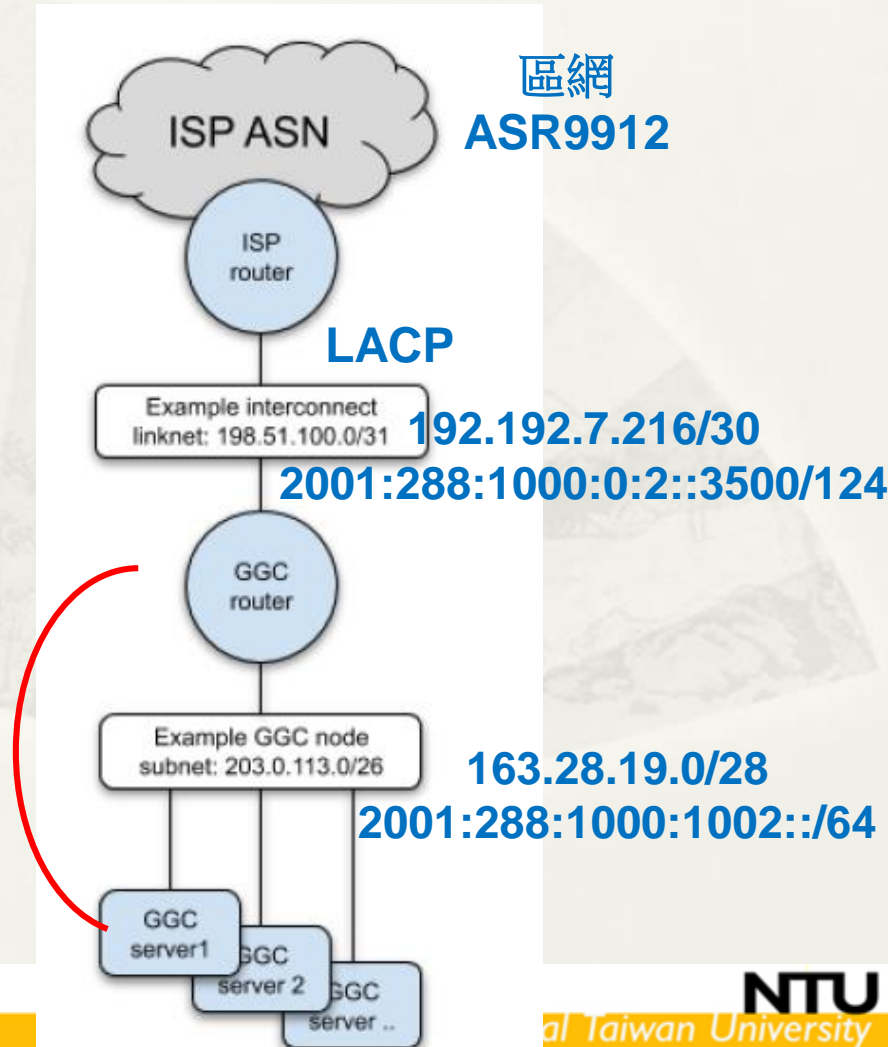 區網
ASR9912
ISP ASN
ISP
router
LACP
Example interconnect
linknet: 198.51.100.0/31
192.192.7.216/30
2001:288:1000:0:2::3500/124
GGC
router
Example GGC node
subnet: 203.0.113.0/26
163.28.19.0/28
2001:288:1000:1002::/64
GGC
server1
GGC
server 2
GGC
server ..
NTU
al Taiwan University